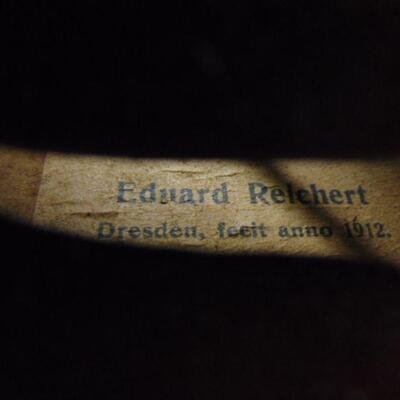 Eduard Reichert
Dresden, fecit anno 1912.